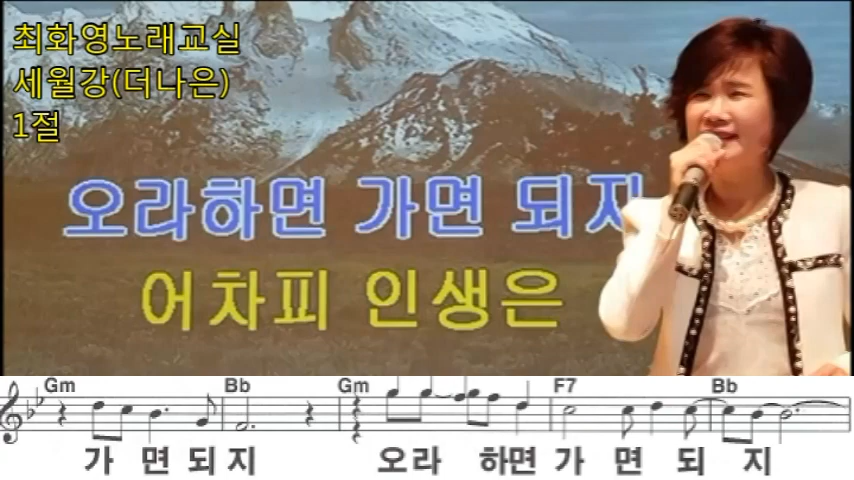 최화영노래교실
세월강(더나은)
1절
오라하면 가면 되지
어차피 인생은
Gm Bb Gm F7 Bb
가 면 되 지 오 라 하면 가 면 되 지